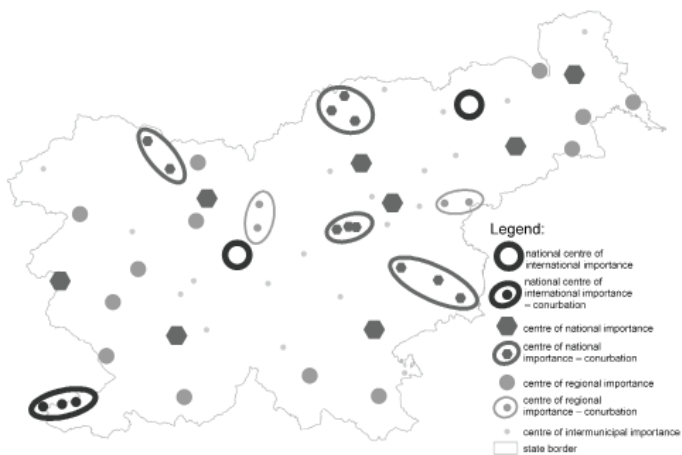 Legend:
national centre of
international importance
national centre of
international importance
– conurbation
centre of national importance
centre of national
importance – conurbation
centre of regional importance
centre of regional
importance – conurbation
centre of intermunicipal importance
state border